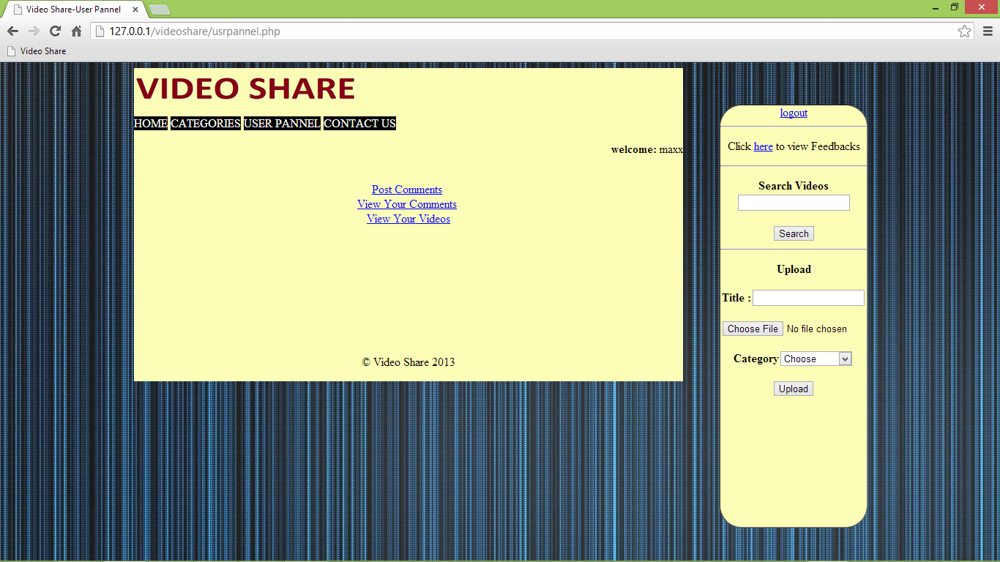 Video Share-User Pannel
127.0.0.1/videoshare/usrpannel.php
Video Share
VIDEO SHARE
HOME CATEGORIES USER PANNEL CONTACT US
welcome: maxx
Post Comments
View Your Comments
View Your Videos
© Video Share 2013
logout
Click here to view Feedbacks
Search Videos
Search
Upload
Title :
Choose File No file chosen
Category Choose
Upload